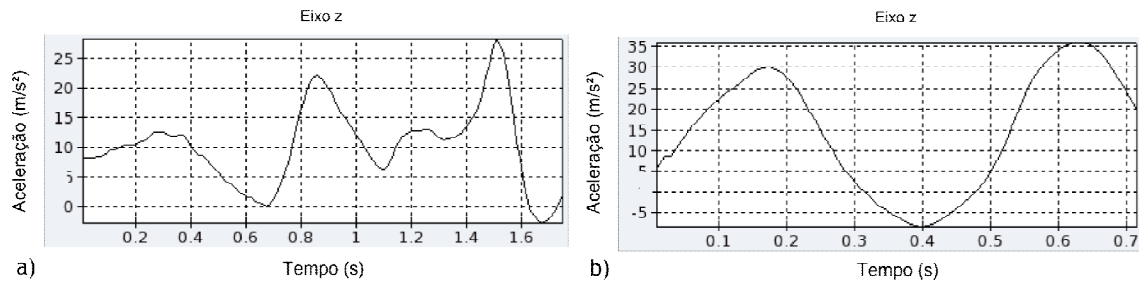 Eixo z
Aceleração (m/s²)
25
20
15
10
5
0
0.2 0.4 0.6 0.8 1 1.2 1.4 1.6
Tempo (s)
a)
Eixo z
Aceleração (m/s²)
35
30
25
20
15
10
5
-5
0.1 0.2 0.3 0.4 0.5 0.6 0.7
Tempo (s)
b)